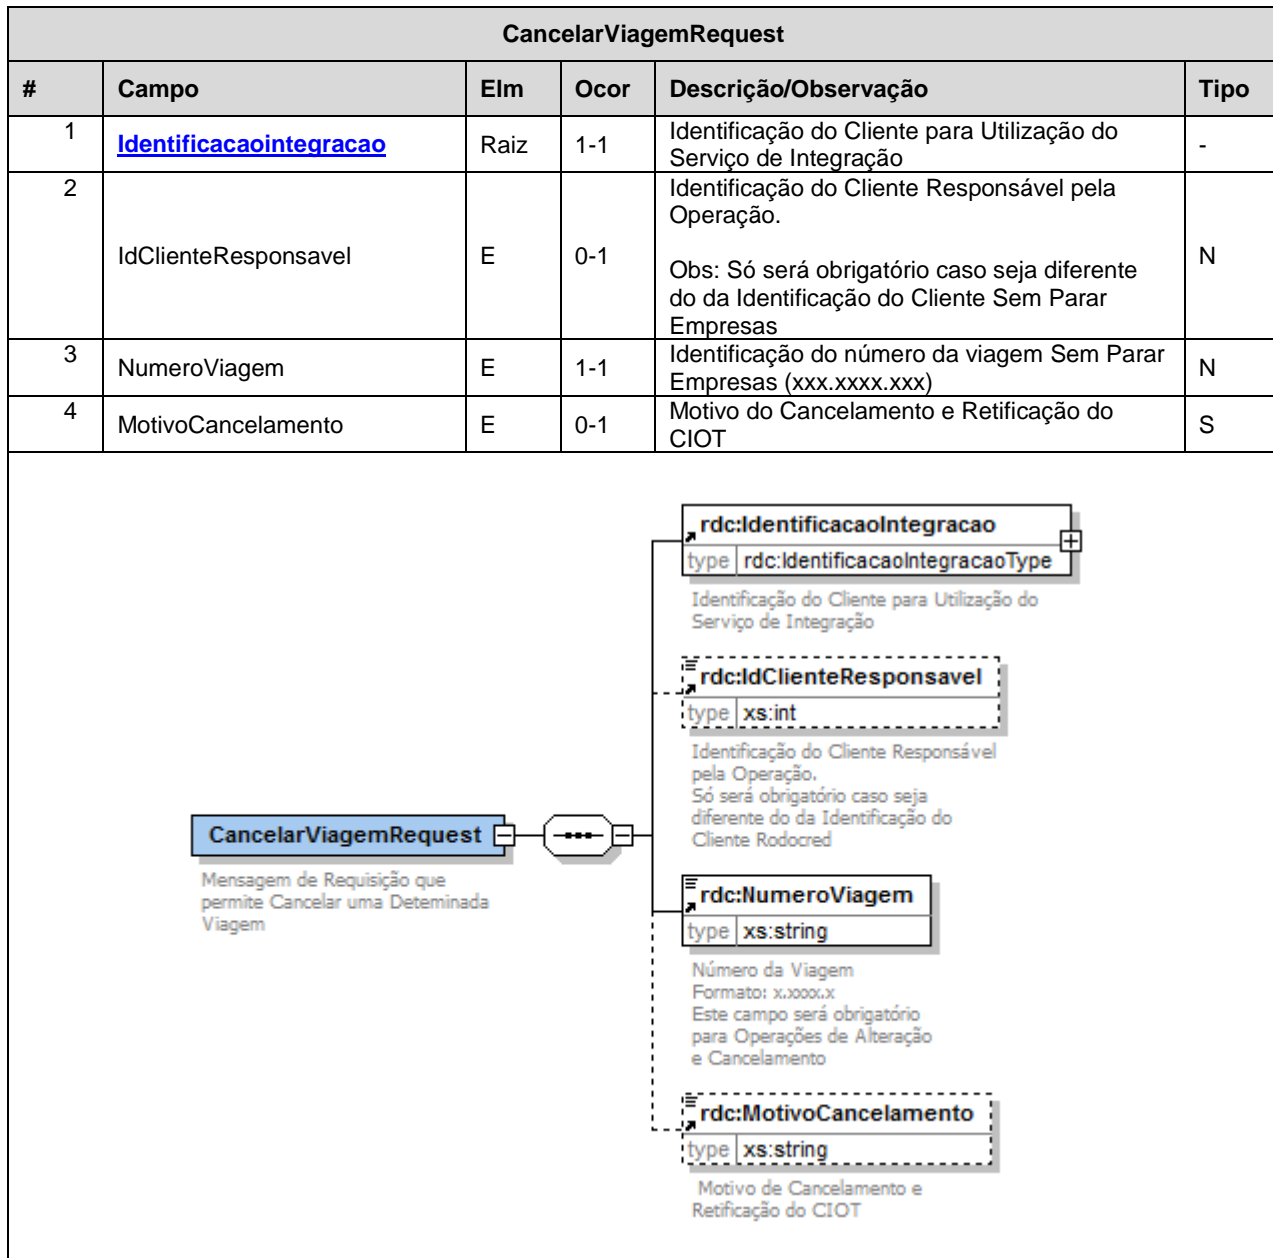 CancelarViagemRequest
# Campo Elm Ocor Descrição/Observação Tipo
1 Identificacaointegracao Raiz 1-1 Identificação do Cliente para Utilização do
Serviço de Integração -
2 IdClienteResponsavel E 0-1 Identificação do Cliente Responsável pela
Operação.
Obs: Só será obrigatório caso seja diferente
do da Identificação do Cliente Sem Parar
Empresas N
3 NumeroViagem E 1-1 Identificação do número da viagem Sem Parar
Empresas (xxx.xxxx.xxx) N
4 MotivoCancelamento E 0-1 Motivo do Cancelamento e Retificação do
CIOT S
rdc:IdentificacaoIntegracao
type rdc:IdentificacaoIntegracaoType
Identificação do Cliente para Utilização do
Serviço de Integração
rdc:IdClienteResponsavel
type xs:int
Identificação do Cliente Responsável
pela Operação.
Só será obrigatório caso seja
diferente do da Identificação do
Cliente Rodocred
CancelarViagemRequest
Mensagem de Requisição que
permite Cancelar uma Deteminada
Viagem
rdc:NumeroViagem
type xs:string
Número da Viagem
Formato: x.xxxx.x
Este campo será obrigatório
para Operações de Alteração
e Cancelamento
rdc:MotivoCancelamento
type xs:string
Motivo de Cancelamento e
Retificação do CIOT